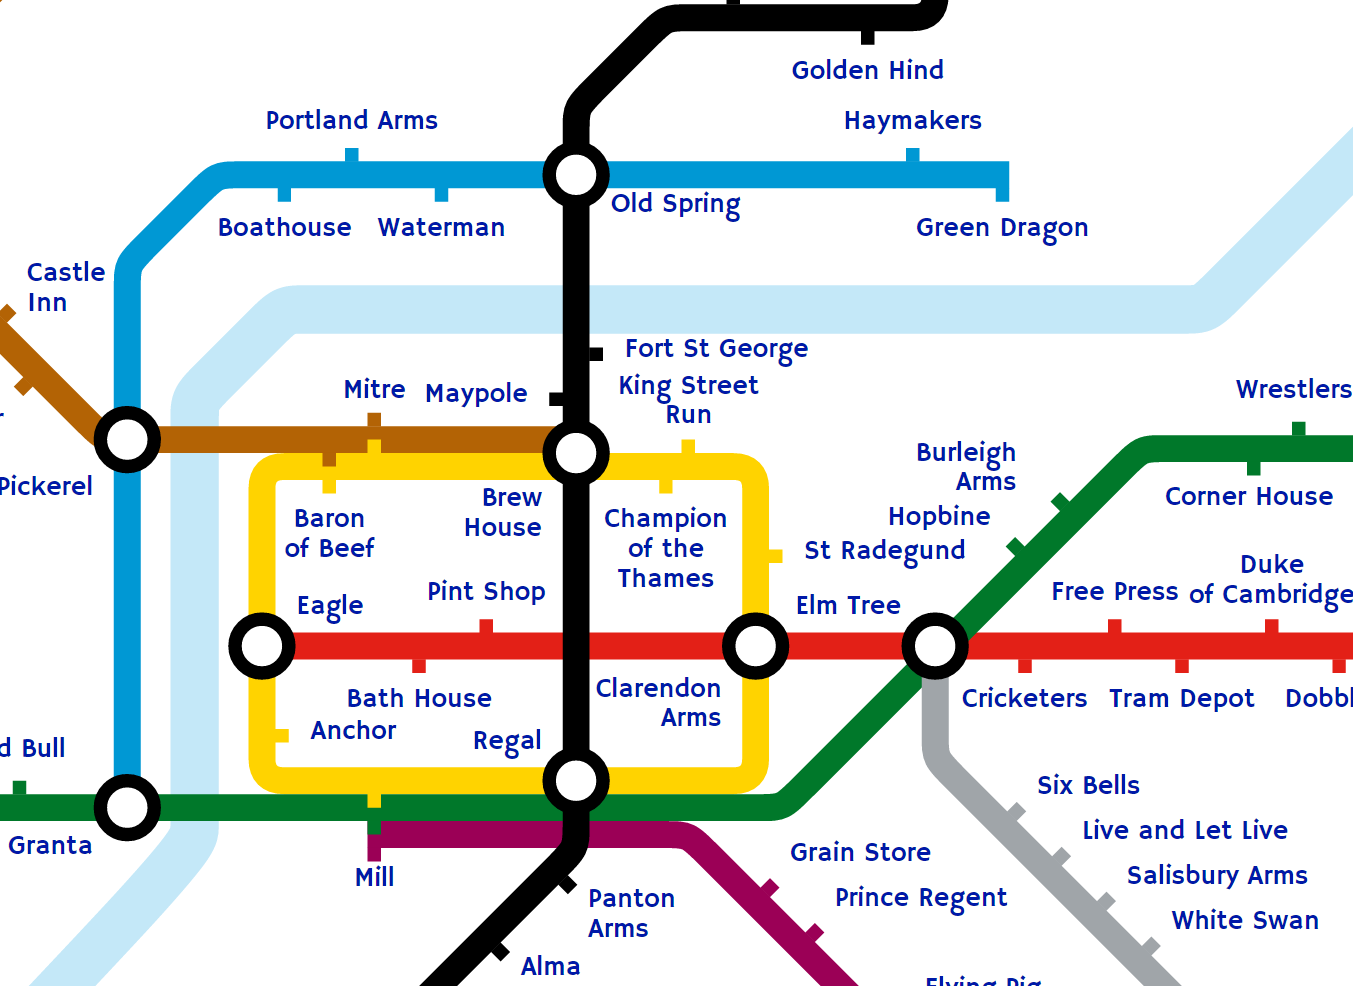 Golden Hind
Portland Arms
Haymakers
Old Spring
Boathouse
Waterman
Green Dragon
Castle
Inn
Fort St George
Mitre
Maypole
King Street
Run
Wrestlers
Burleigh
Arms
Pickerel
Brew
House
Corner House
Baron
of Beef
Champion
of the
Thames
Hopbine
St Radegund
Duke
of Cambridge
Pint Shop
Free Press
Eagle
Elm Tree
Bath House
Clarendon
Arms
Cricketers
Tram Depot
Dobbl
Anchor
Regal
d Bull
Six Bells
Live and Let Live
Granta
Grain Store
Mill
Salisbury Arms
Panton
Arms
Prince Regent
White Swan
Alma
Flying Pig